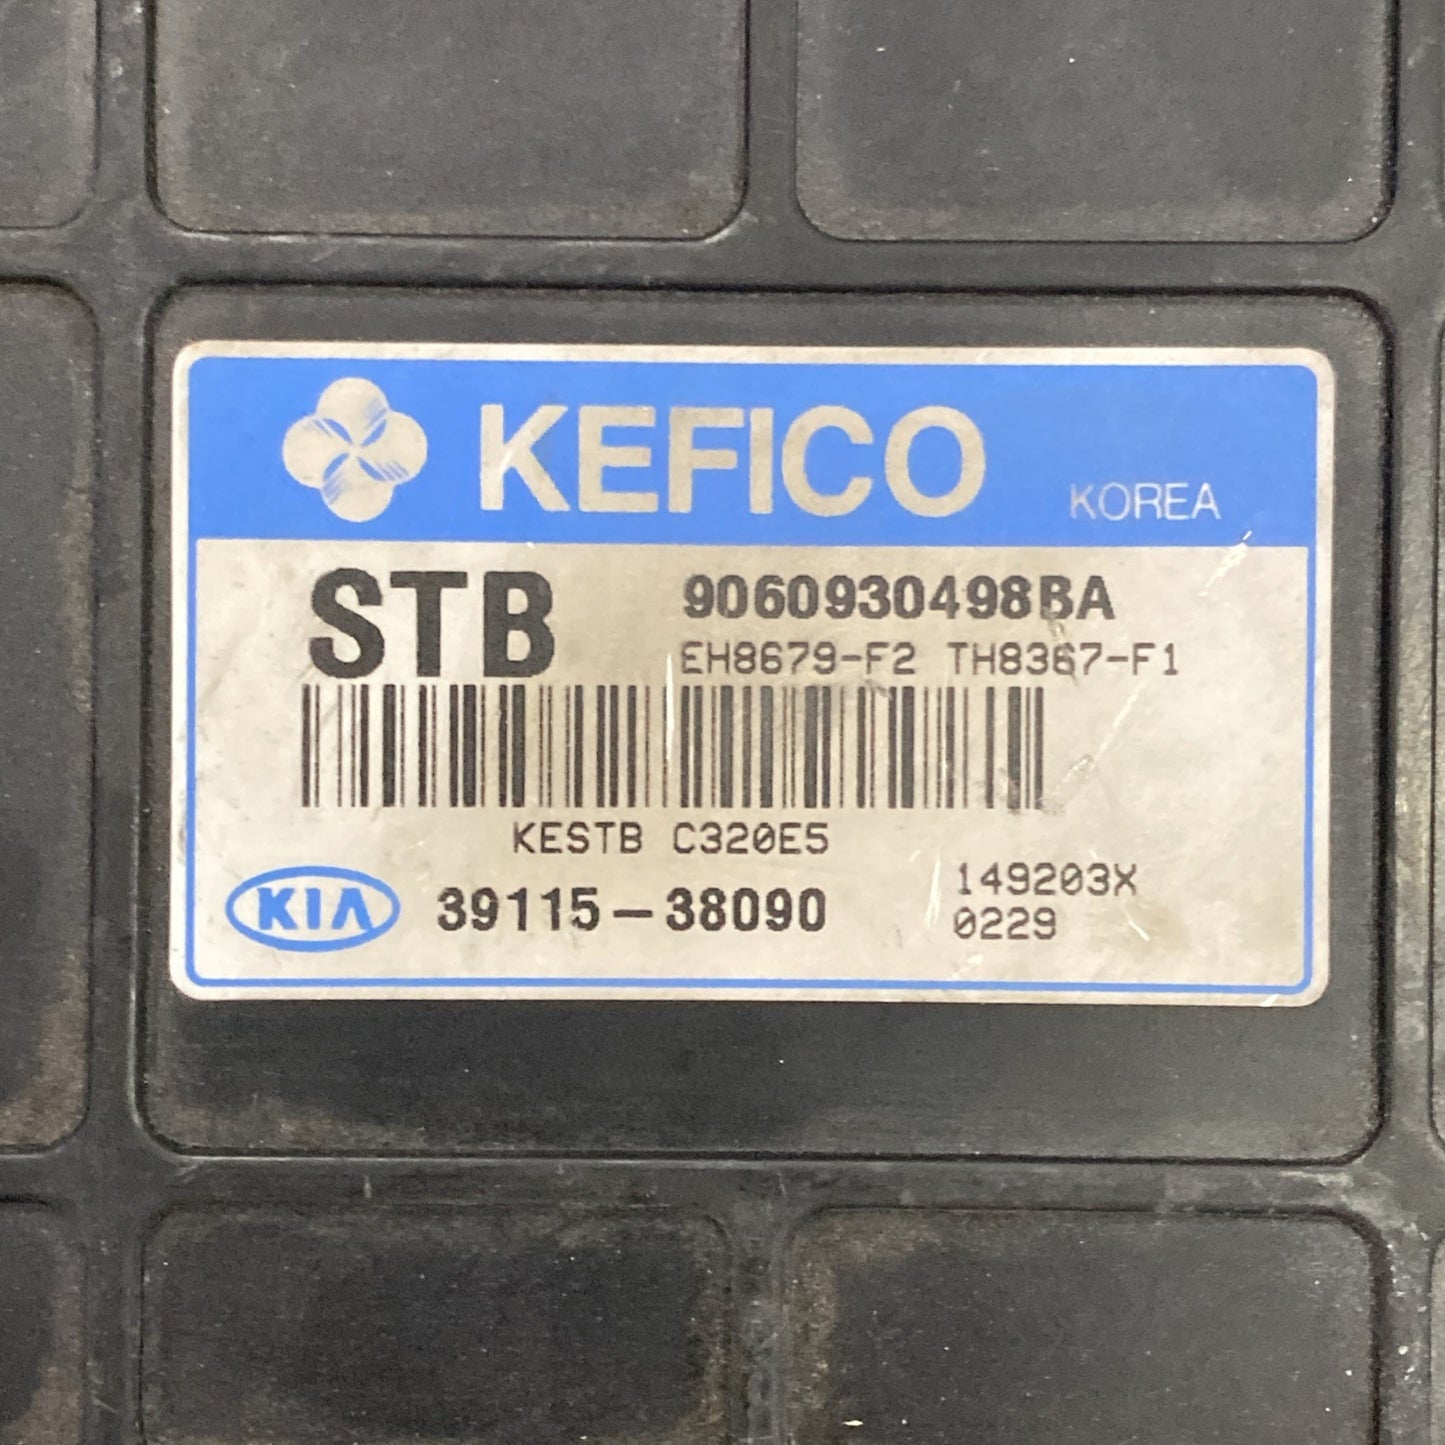 KEFICO KOREA
STB 9060930498BA
EH8679-F2 TH8367-F1
KESTB C320E5
KIA 39115-38090
149203X
0229